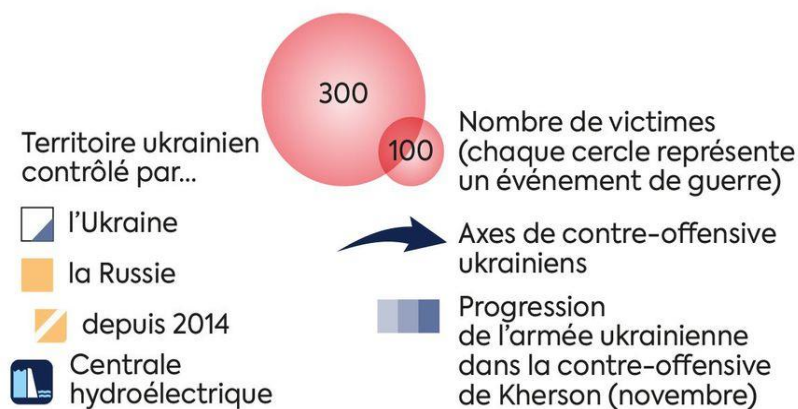 300
100
Territoire ukrainien
contrôlé par...
l'Ukraine
la Russie
depuis 2014
Centrale
hydroélectrique
Nombre de victimes
(chaque cercle représente
un événement de guerre)
Axes de contre-offensive
ukrainiens
Progression
de l'armée ukrainienne
dans la contre-offensive
de Kherson (novembre)